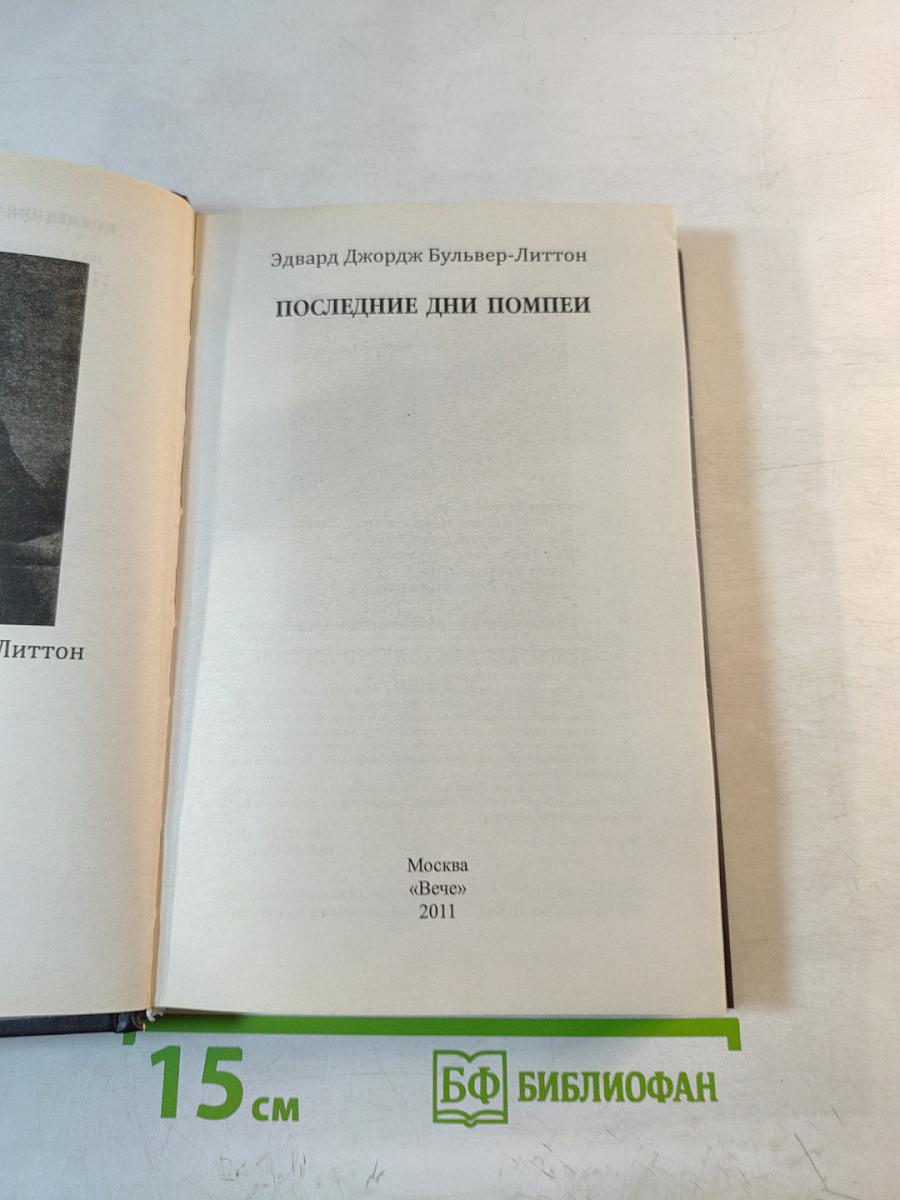 Эдвард Джордж Бульвер-Литтон
ПОСЛЕДНИЕ ДНИ ПОМПЕИ
Литтон
Москва
«Вече»
2011
15 см
БФ БИБЛИОФАН